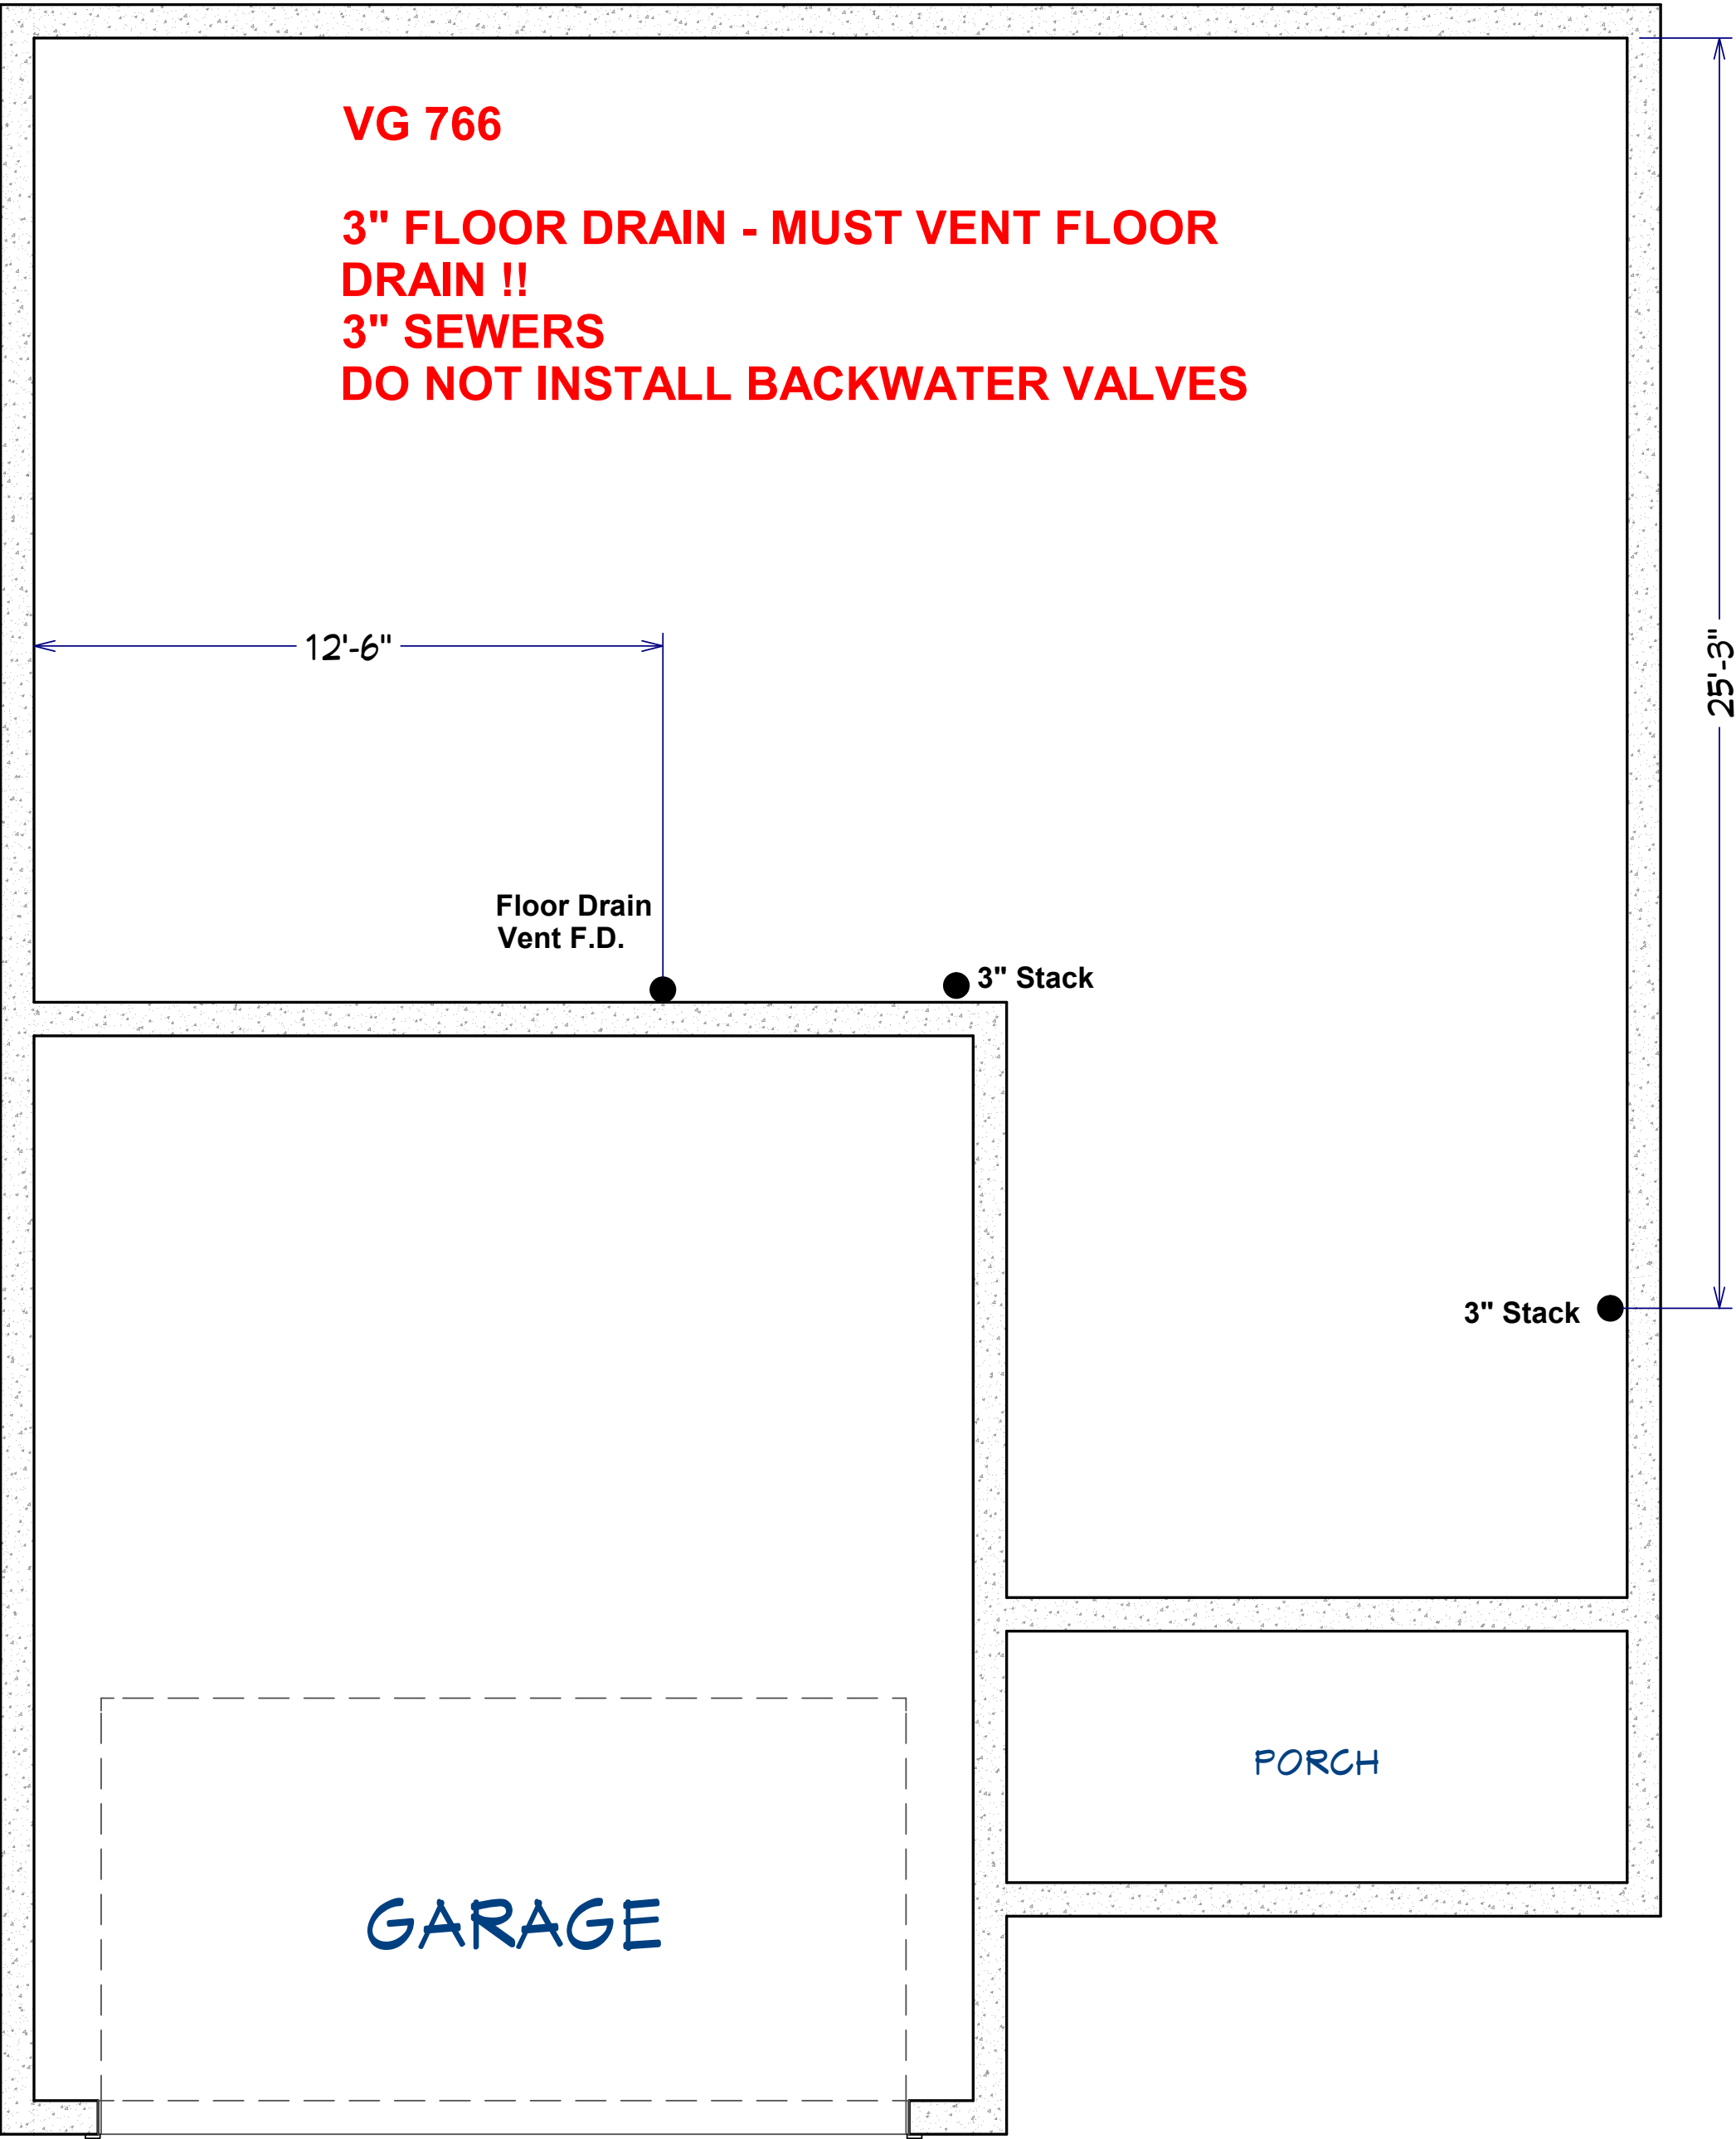 VG 766
3" FLOOR DRAIN - MUST VENT FLOOR
DRAIN !!
3" SEWERS
DO NOT INSTALL BACKWATER VALVES
12'-6"
25'-3"
Floor Drain
Vent F.D.
3" Stack
3" Stack
PORCH
GARAGE